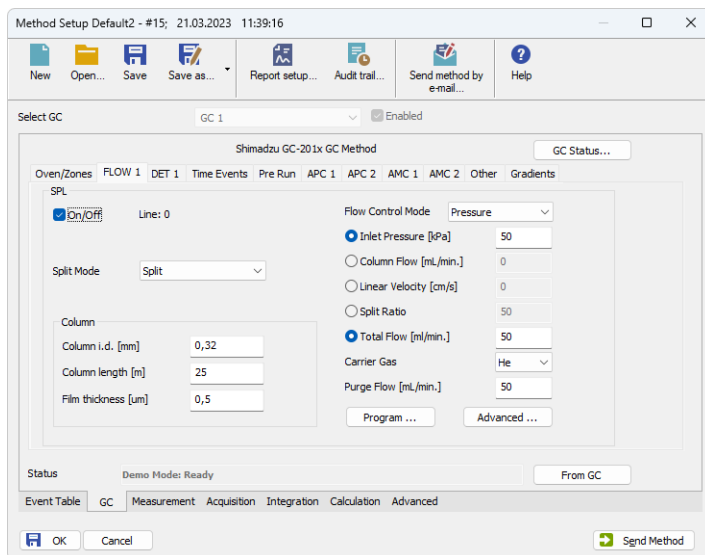 Method Setup Default2 - #15;   21.03.2023   11:39:16
New Open... Save Save as... Report setup... Audit trail... Send method by e-mail... Help
Select GC GC 1 Enabled
Shimadzu GC-201x GC Method GC Status...
Oven/Zones FLOW 1 DET 1 Time Events Pre Run APC 1 APC 2 AMC 1 AMC 2 Other Gradients
SPL
On/Off Line: 0 Flow Control Mode Pressure
Inlet Pressure [kPa] 50
Column Flow [mL/min.] 0
Split Mode Split
Linear Velocity [cm/s] 0
Split Ratio 50
Column
Total Flow [ml/min.] 50
Column i.d. [mm] 0,32
Carrier Gas He
Column length [m] 25
Purge Flow [mL/min.] 50
Film thickness [um] 0,5
Program ... Advanced ...
Status Demo Mode: Ready From GC
Event Table GC Measurement Acquisition Integration Calculation Advanced
OK Cancel Send Method